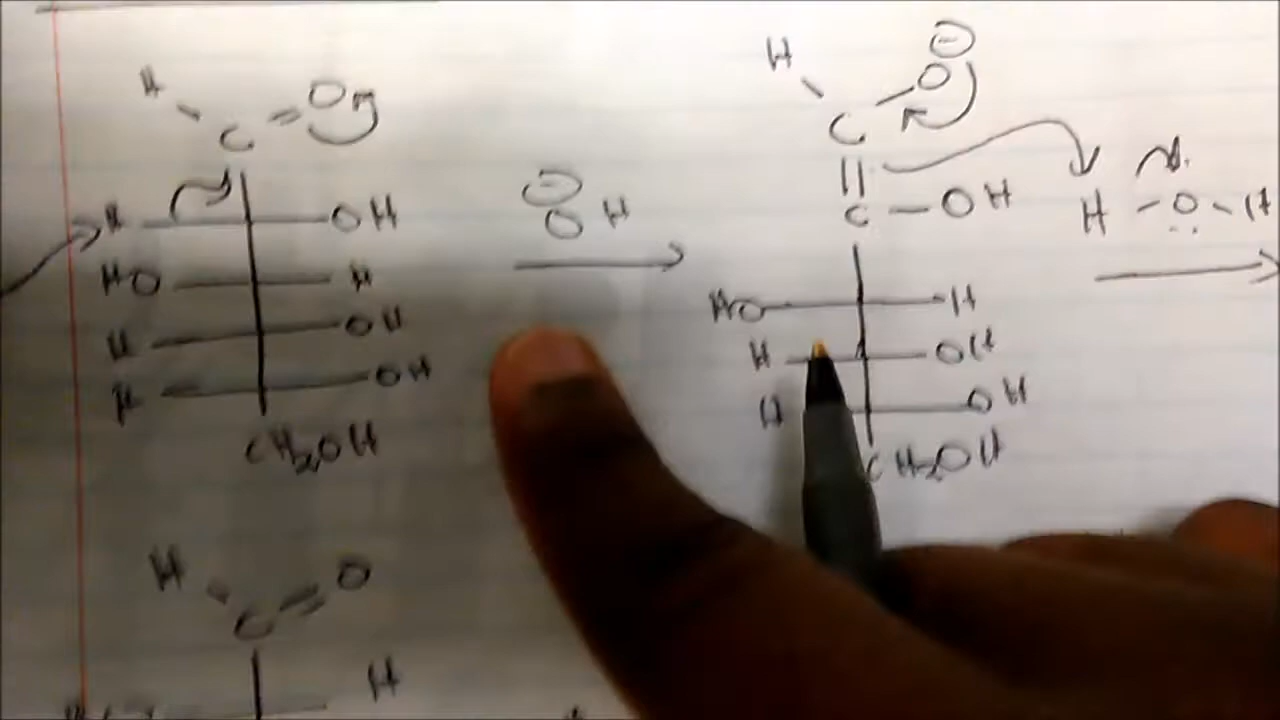 H C = O
H OH
HO H
H OH
H OH
CH₂OH
⊖
OH
⊖
H C - O
C - OH
H - O - H
HO H
H OH
H OH
CH₂OH
H C = O
H